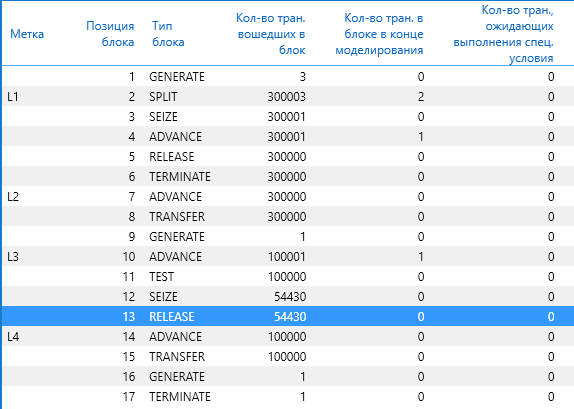 Метка Позиция блока Тип блока Кол-во тран. вошедших в блок Кол-во тран. в блоке в конце моделирования Кол-во тран., ожидающих выполнения спец. условия
1 GENERATE 3 0 0
L1 2 SPLIT 300003 2 0
3 SEIZE 300001 0 0
4 ADVANCE 300001 1 0
5 RELEASE 300000 0 0
6 TERMINATE 300000 0 0
L2 7 ADVANCE 300000 0 0
8 TRANSFER 300000 0 0
9 GENERATE 1 0 0
L3 10 ADVANCE 100001 1 0
11 TEST 100000 0 0
12 SEIZE 54430 0 0
13 RELEASE 54430 0 0
L4 14 ADVANCE 100000 0 0
15 TRANSFER 100000 0 0
16 GENERATE 1 0 0
17 TERMINATE 1 0 0